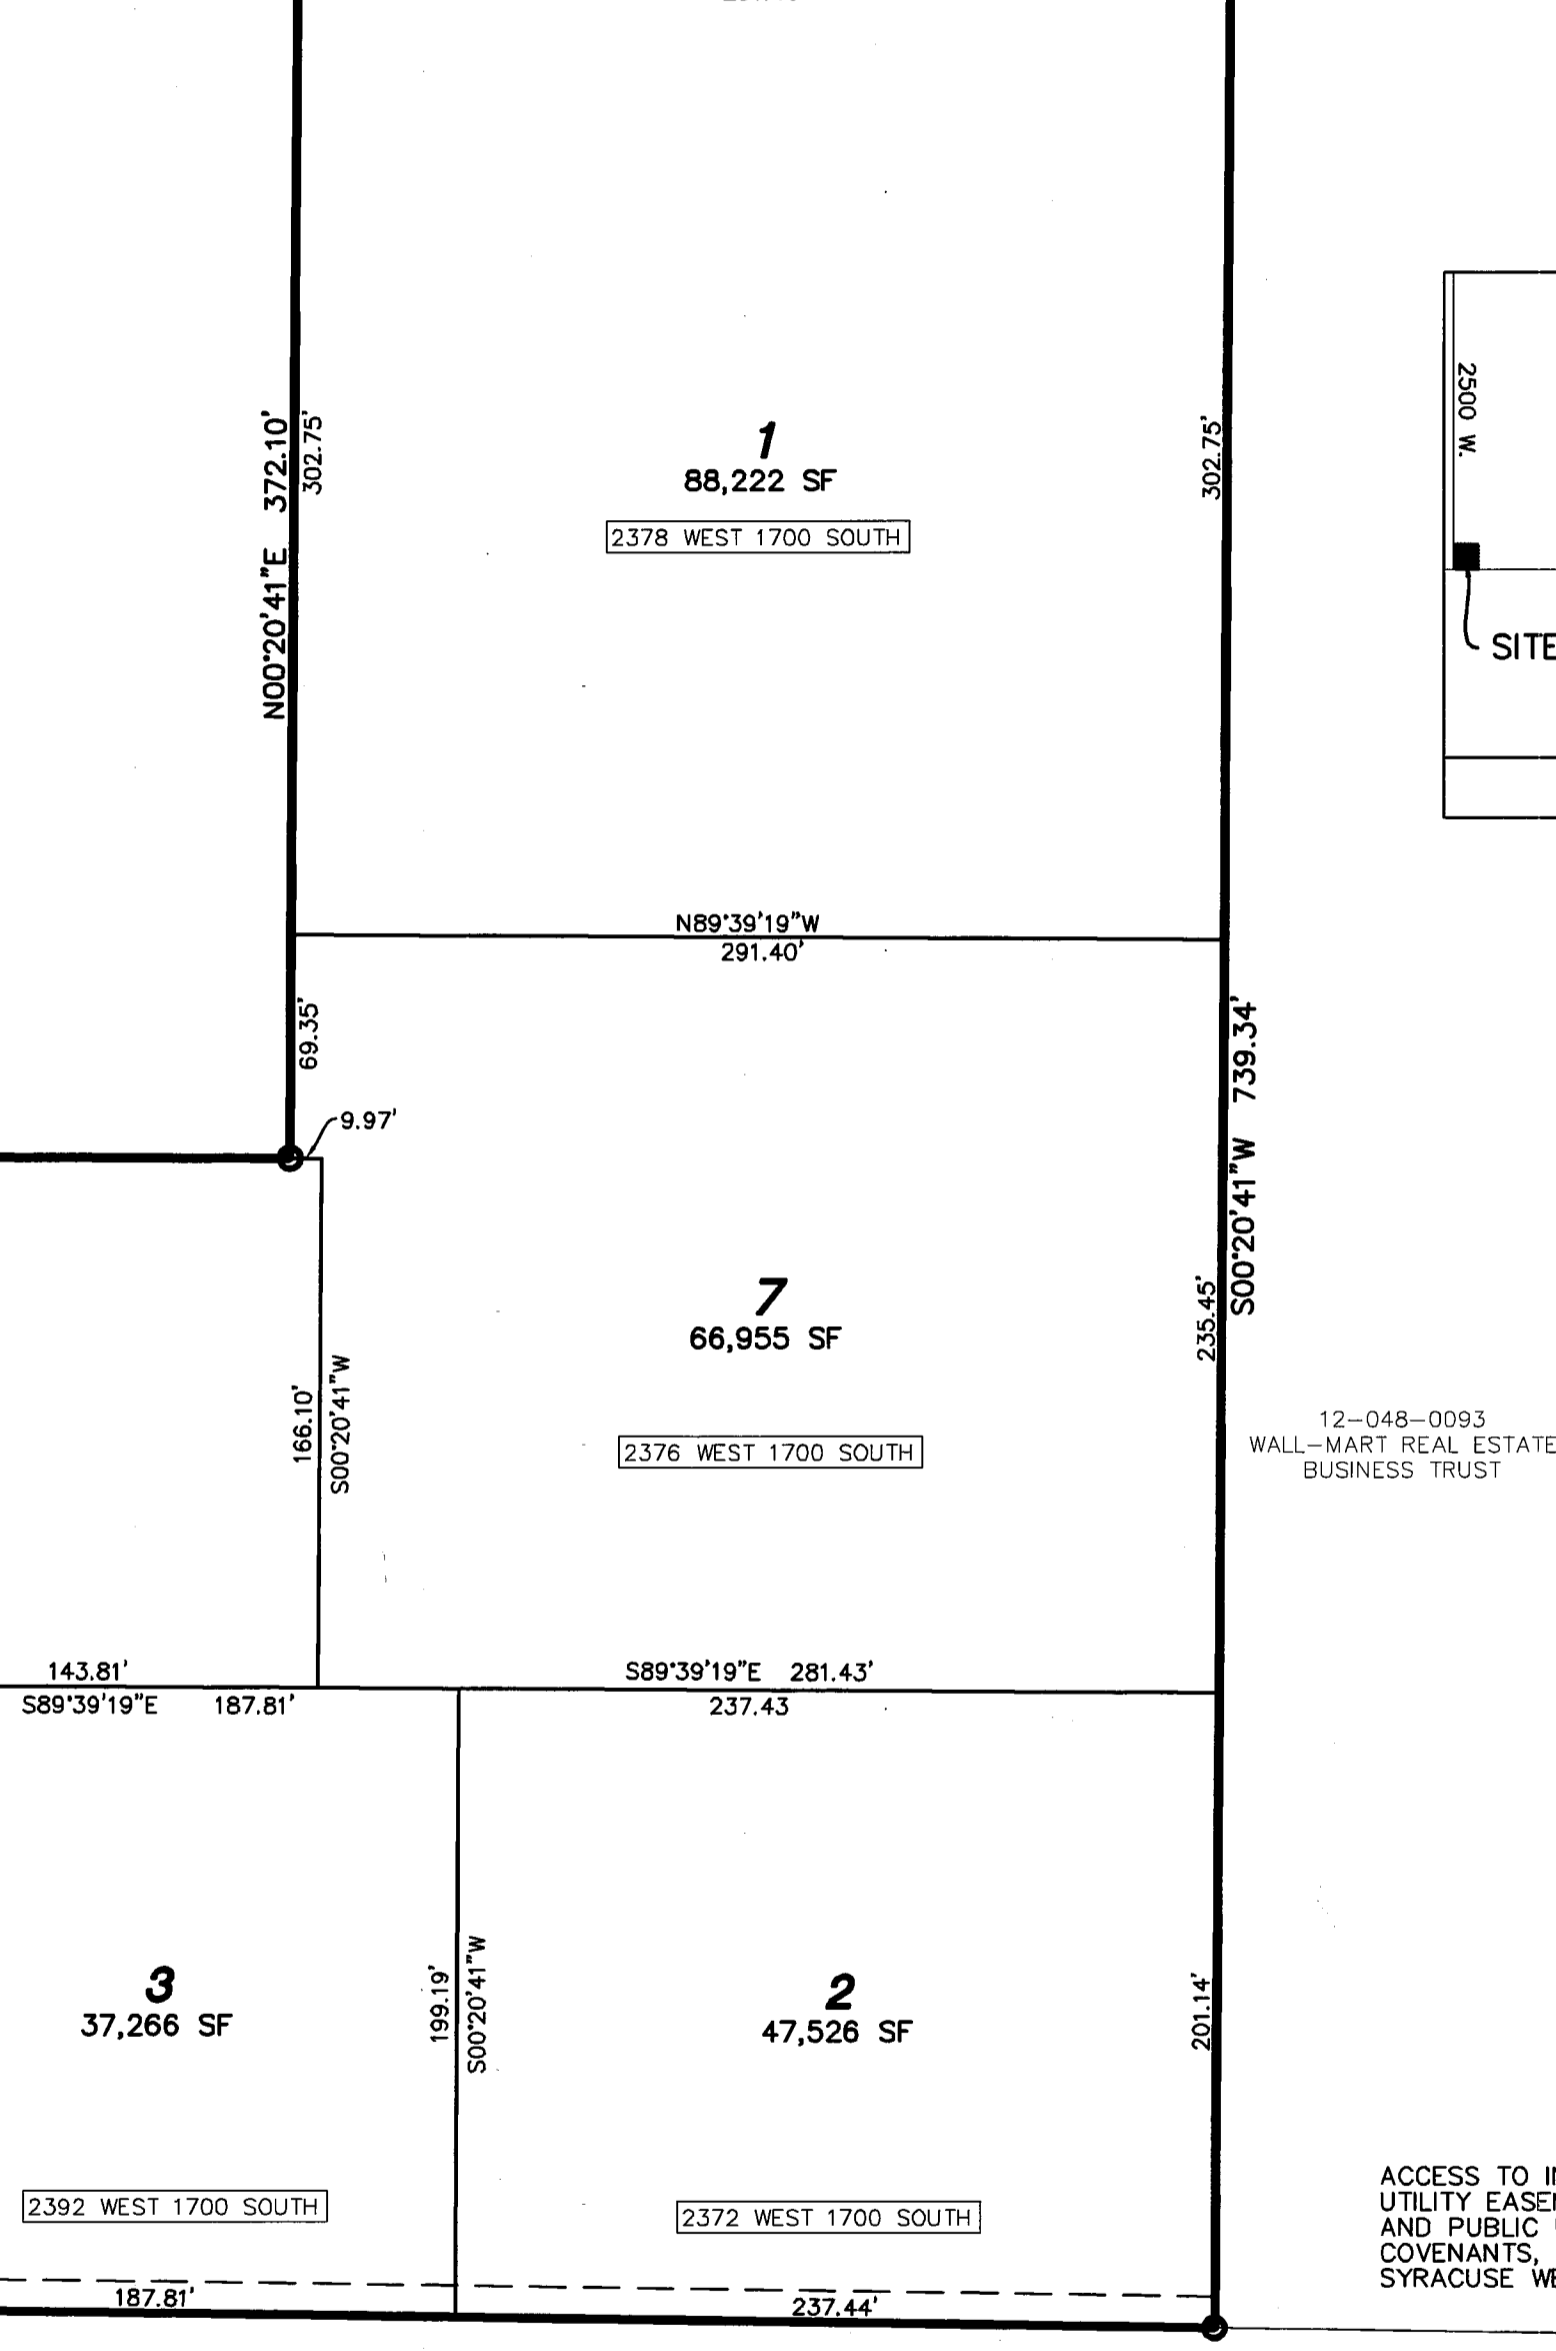 N00°20'41"E 372.10'
302.75'
1
88,222 SF
2378 WEST 1700 SOUTH
302.75'
2500 W.
SITE
N89°39'19"W
291.40'
69.35'
9.97'
S00°20'41"W 739.34'
7
66,955 SF
2376 WEST 1700 SOUTH
235.45'
166.10'
S00°20'41"W
12-048-0093
WALL-MART REAL ESTATE
BUSINESS TRUST
143.81'
S89°39'19"E 187.81'
S89°39'19"E 281.43'
237.43
3
37,266 SF
2392 WEST 1700 SOUTH
199.19'
S00°20'41"W
2
47,526 SF
2372 WEST 1700 SOUTH
201.14'
187.81'
237.44'
ACCESS TO
UTILITY
AND PUBLIC
COVENANTS,
SYRACUSE